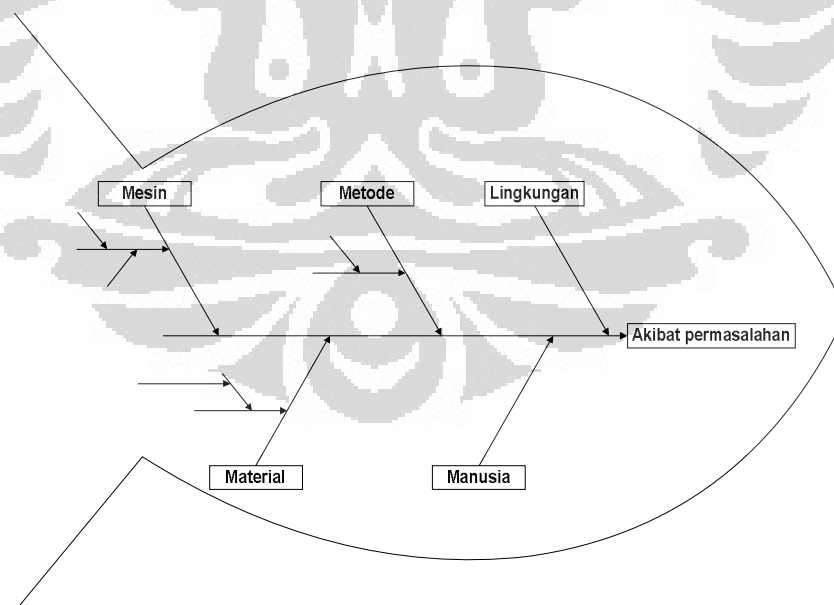 Mesin
Metode
Lingkungan
Akibat permasalahan
Material
Manusia